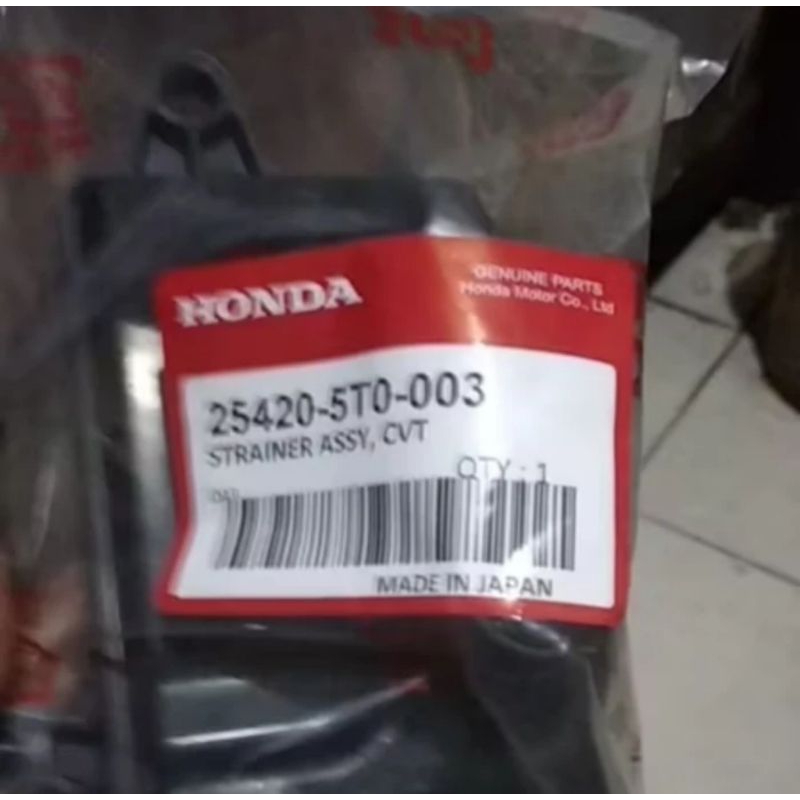 HONDA
GENUINE PARTS
Honda Motor Co., Ltd
25420-5T0-003
STRAINER ASSY, CVT
QTY : 1
MADE IN JAPAN